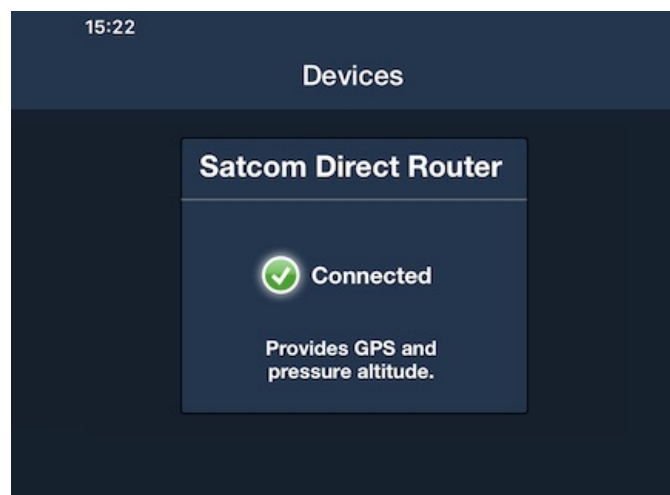 15:22
Devices
Satcom Direct Router
Connected
Provides GPS and
pressure altitude.